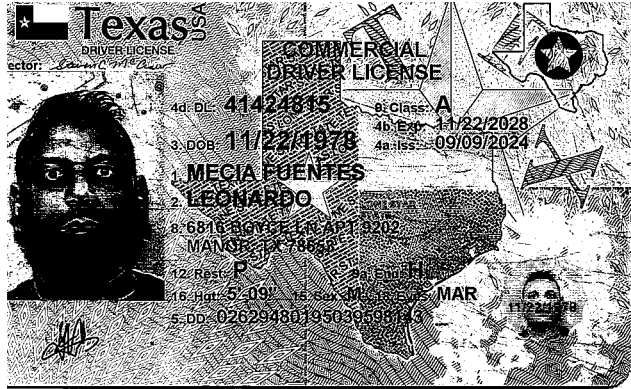 Texas USA
DRIVER LICENSE
COMMERCIAL
DRIVER LICENSE
4d. DL: 41424815 9. Class: A
4b. Exp: 11/22/2028
3. DOB: 11/22/1978 4a. Iss: 09/09/2024
1. MECIA FUENTES
2. LEONARDO
8. 6816 BOYCE LN APT 9202
MANOR, TX
12. Rest: P 9a. End: H
16. Hgt: 5'-09" 15. Sex: M 18. Eyes: MAR
5. DD:
11/22/1978